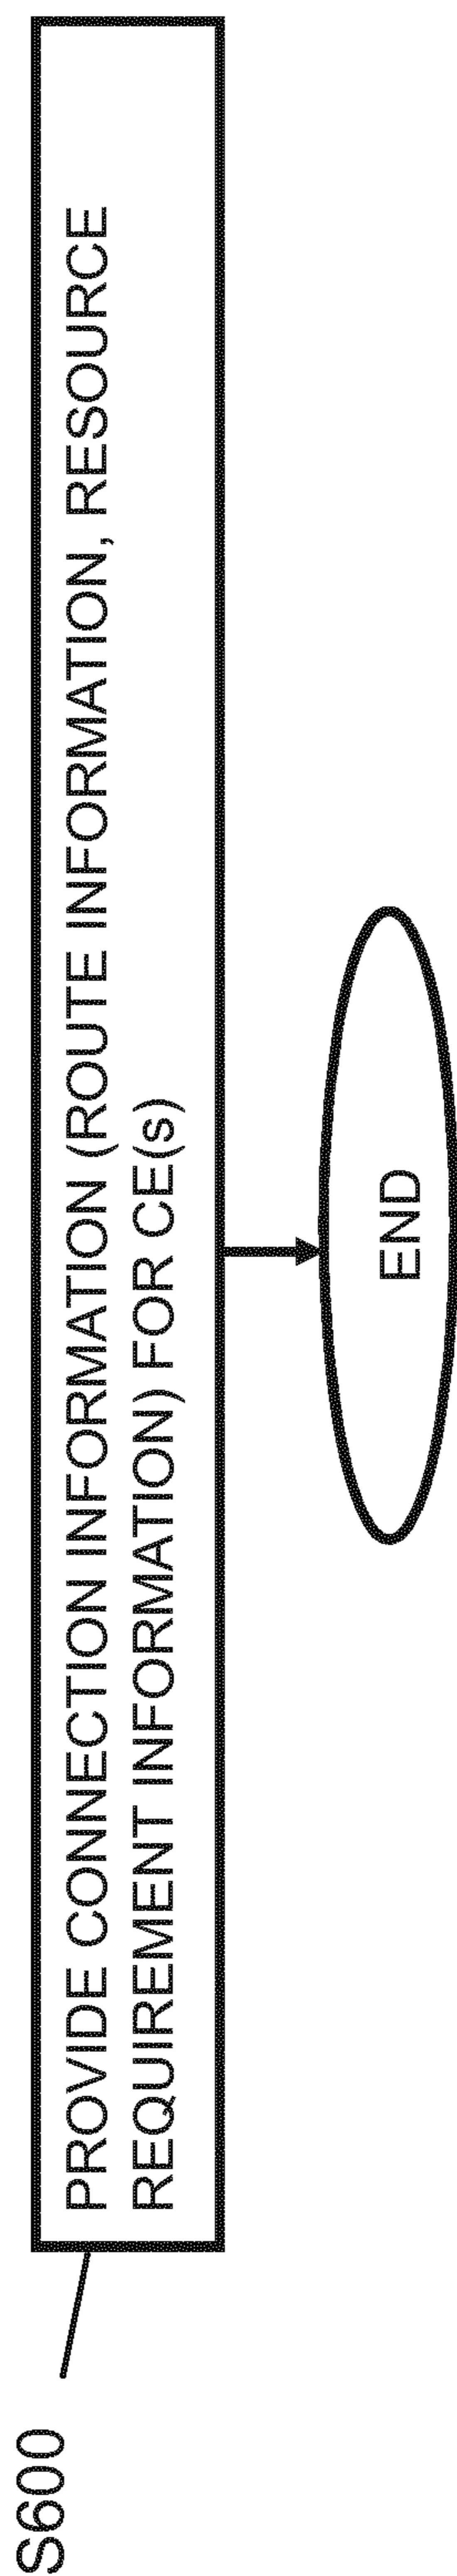 S600
PROVIDE CONNECTION INFORMATION (ROUTE INFORMATION, RESOURCE
REQUIREMENT INFORMATION) FOR CE(s)
END